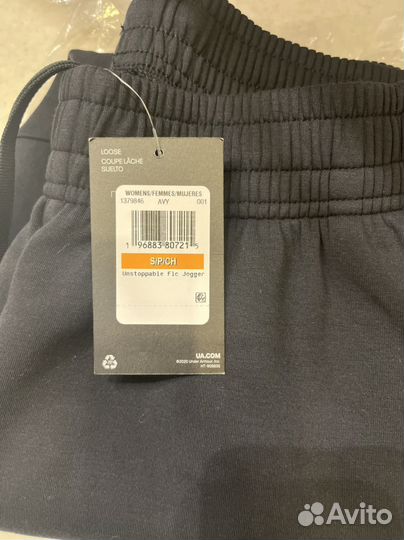 LOOSE
COUPE LÂCHE
SUELTO
WOMENS/FEMMES/MUJERES
1379846 AVY 001
1 96883 80721 5
S/P/CH
Unstoppable Flc Jogger
UA.COM
©2020 Under Armour, Inc.
Avito